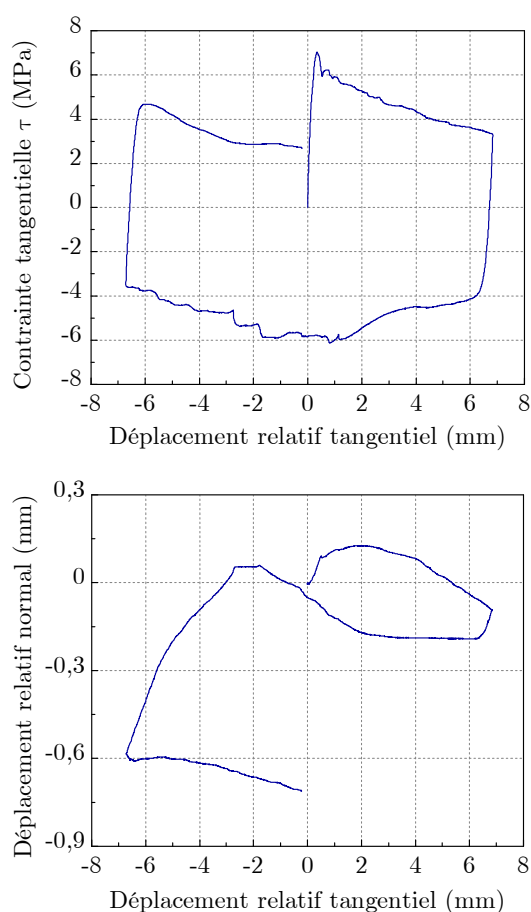 8
6
4
2
0
-2
-4
-6
-8
Contrainte tangentielle τ (MPa)
-8 -6 -4 -2 0 2 4 6 8
Déplacement relatif tangentiel (mm)
0,3
0
-0,3
-0,6
-0,9
Déplacement relatif normal (mm)
-8 -6 -4 -2 0 2 4 6 8
Déplacement relatif tangentiel (mm)